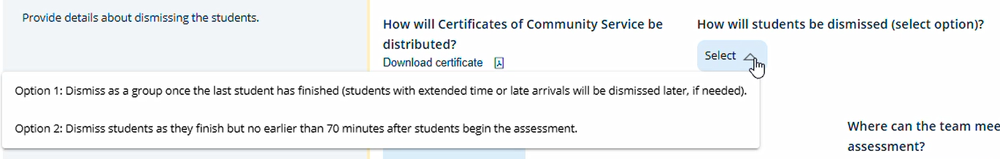 Provide details about dismissing the students.
How will Certificates of Community Service be
distributed?
Download certificate
How will students be dismissed (select option)?
Select
Option 1: Dismiss as a group once the last student has finished (students with extended time or late arrivals will be dismissed later, if needed).
Option 2: Dismiss students as they finish but no earlier than 70 minutes after students begin the assessment.
Where can the team mee
assessment?